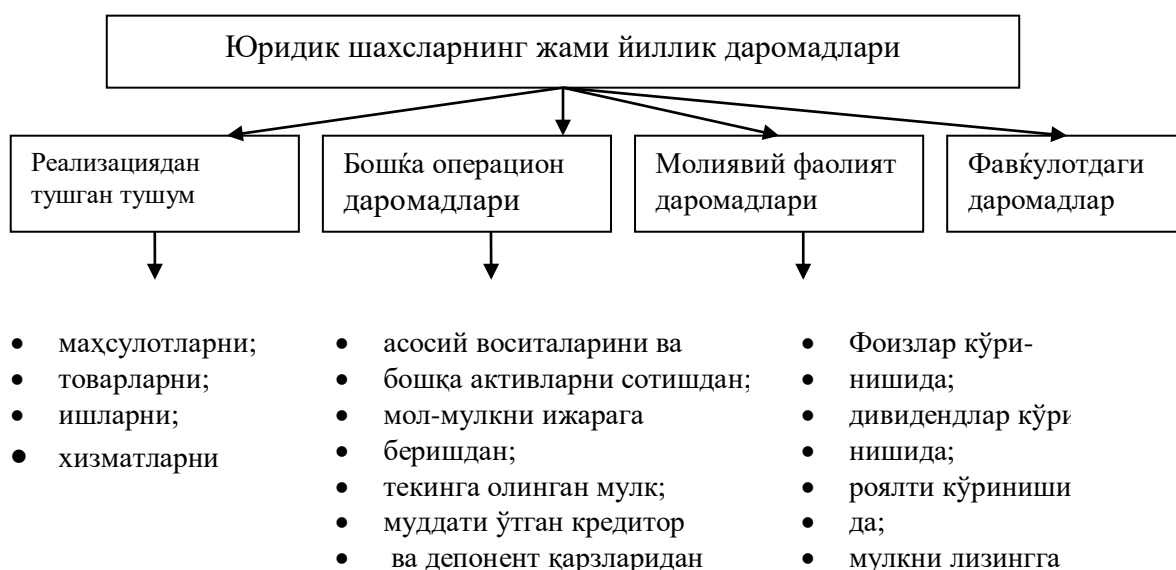 Юридик шахсларнинг жами йиллик даромадлари
Реализациядан
тушган тушум
Бошќа операцион
даромадлари
Молиявий фаолият
даромадлари
Фавќулотдаги
даромадлар
• маҳсулотларни;
• товарларни;
• ишларни;
• хизматларни
• асосий воситаларини ва
• бошқа активларни сотишдан;
• мол-мулкни ижарага
• беришдан;
• текинга олинган мулк;
• муддати ўтган кредитор
• ва депонент қарзларидан
• Фоизлар кўри-
• нишида;
• дивидендлар кўри
• нишида;
• роялти кўриниши
• да;
• мулкни лизингга